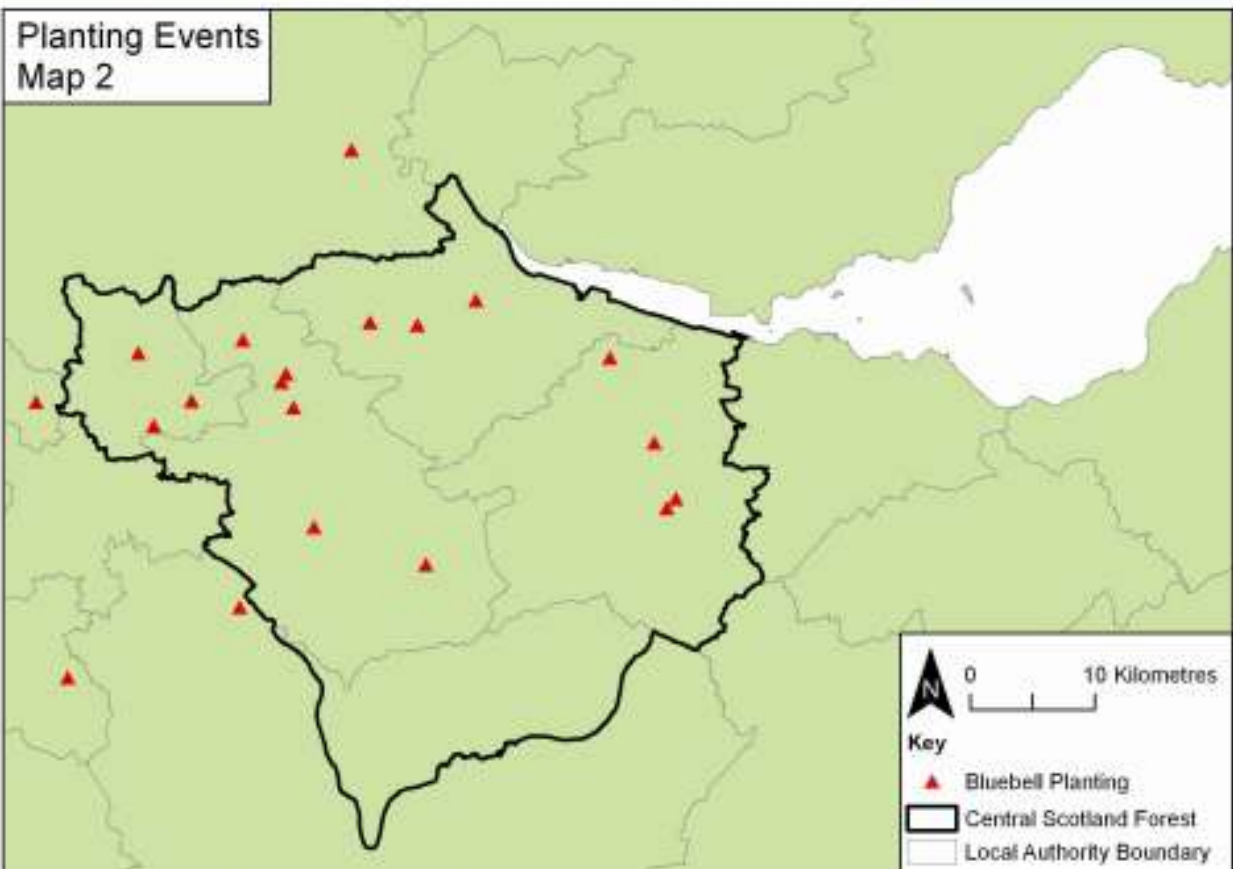 Planting Events
Map 2
N
0 10 Kilometres
Key
Bluebell Planting
Central Scotland Forest
Local Authority Boundary